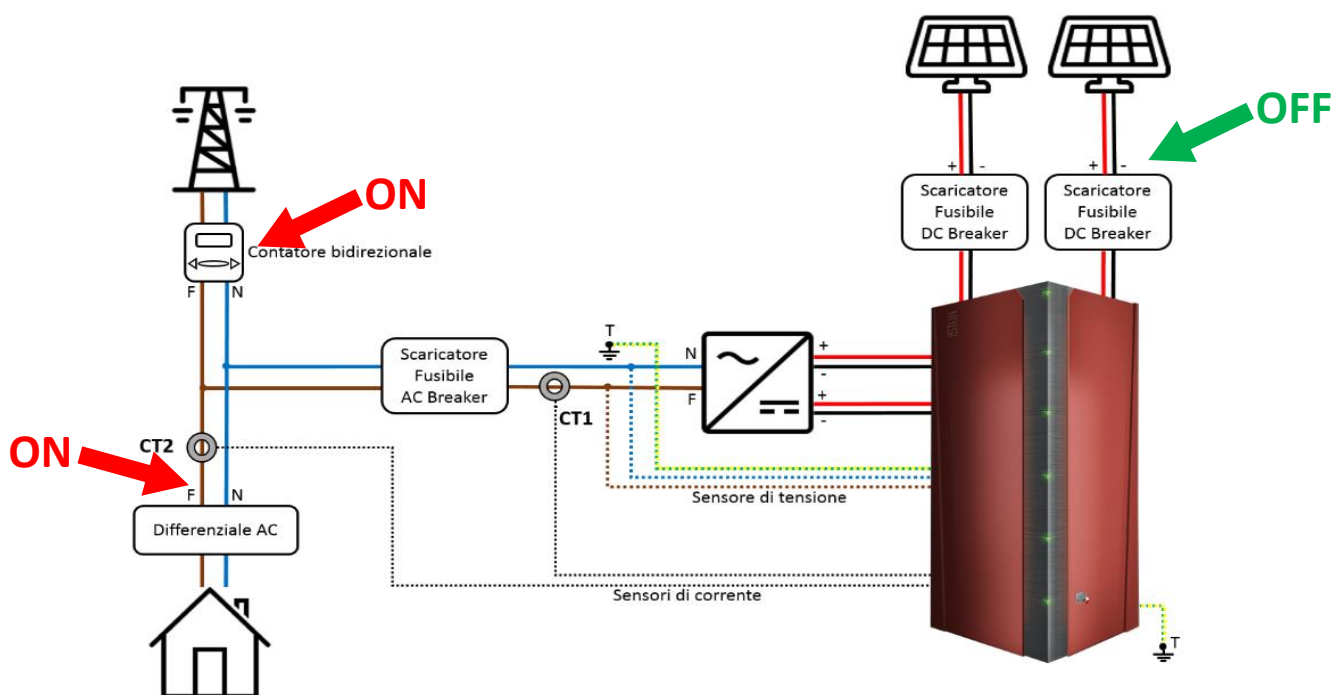 OFF
ON
+ -
+ -
Scaricatore
Fusibile
DC Breaker
Scaricatore
Fusibile
DC Breaker
Contatore bidirezionale
F N
T
Scaricatore
Fusibile
AC Breaker
N
F
+
-
+
-
CT1
ON
CT2
F N
Sensore di tensione
Differenziale AC
Sensori di corrente
T